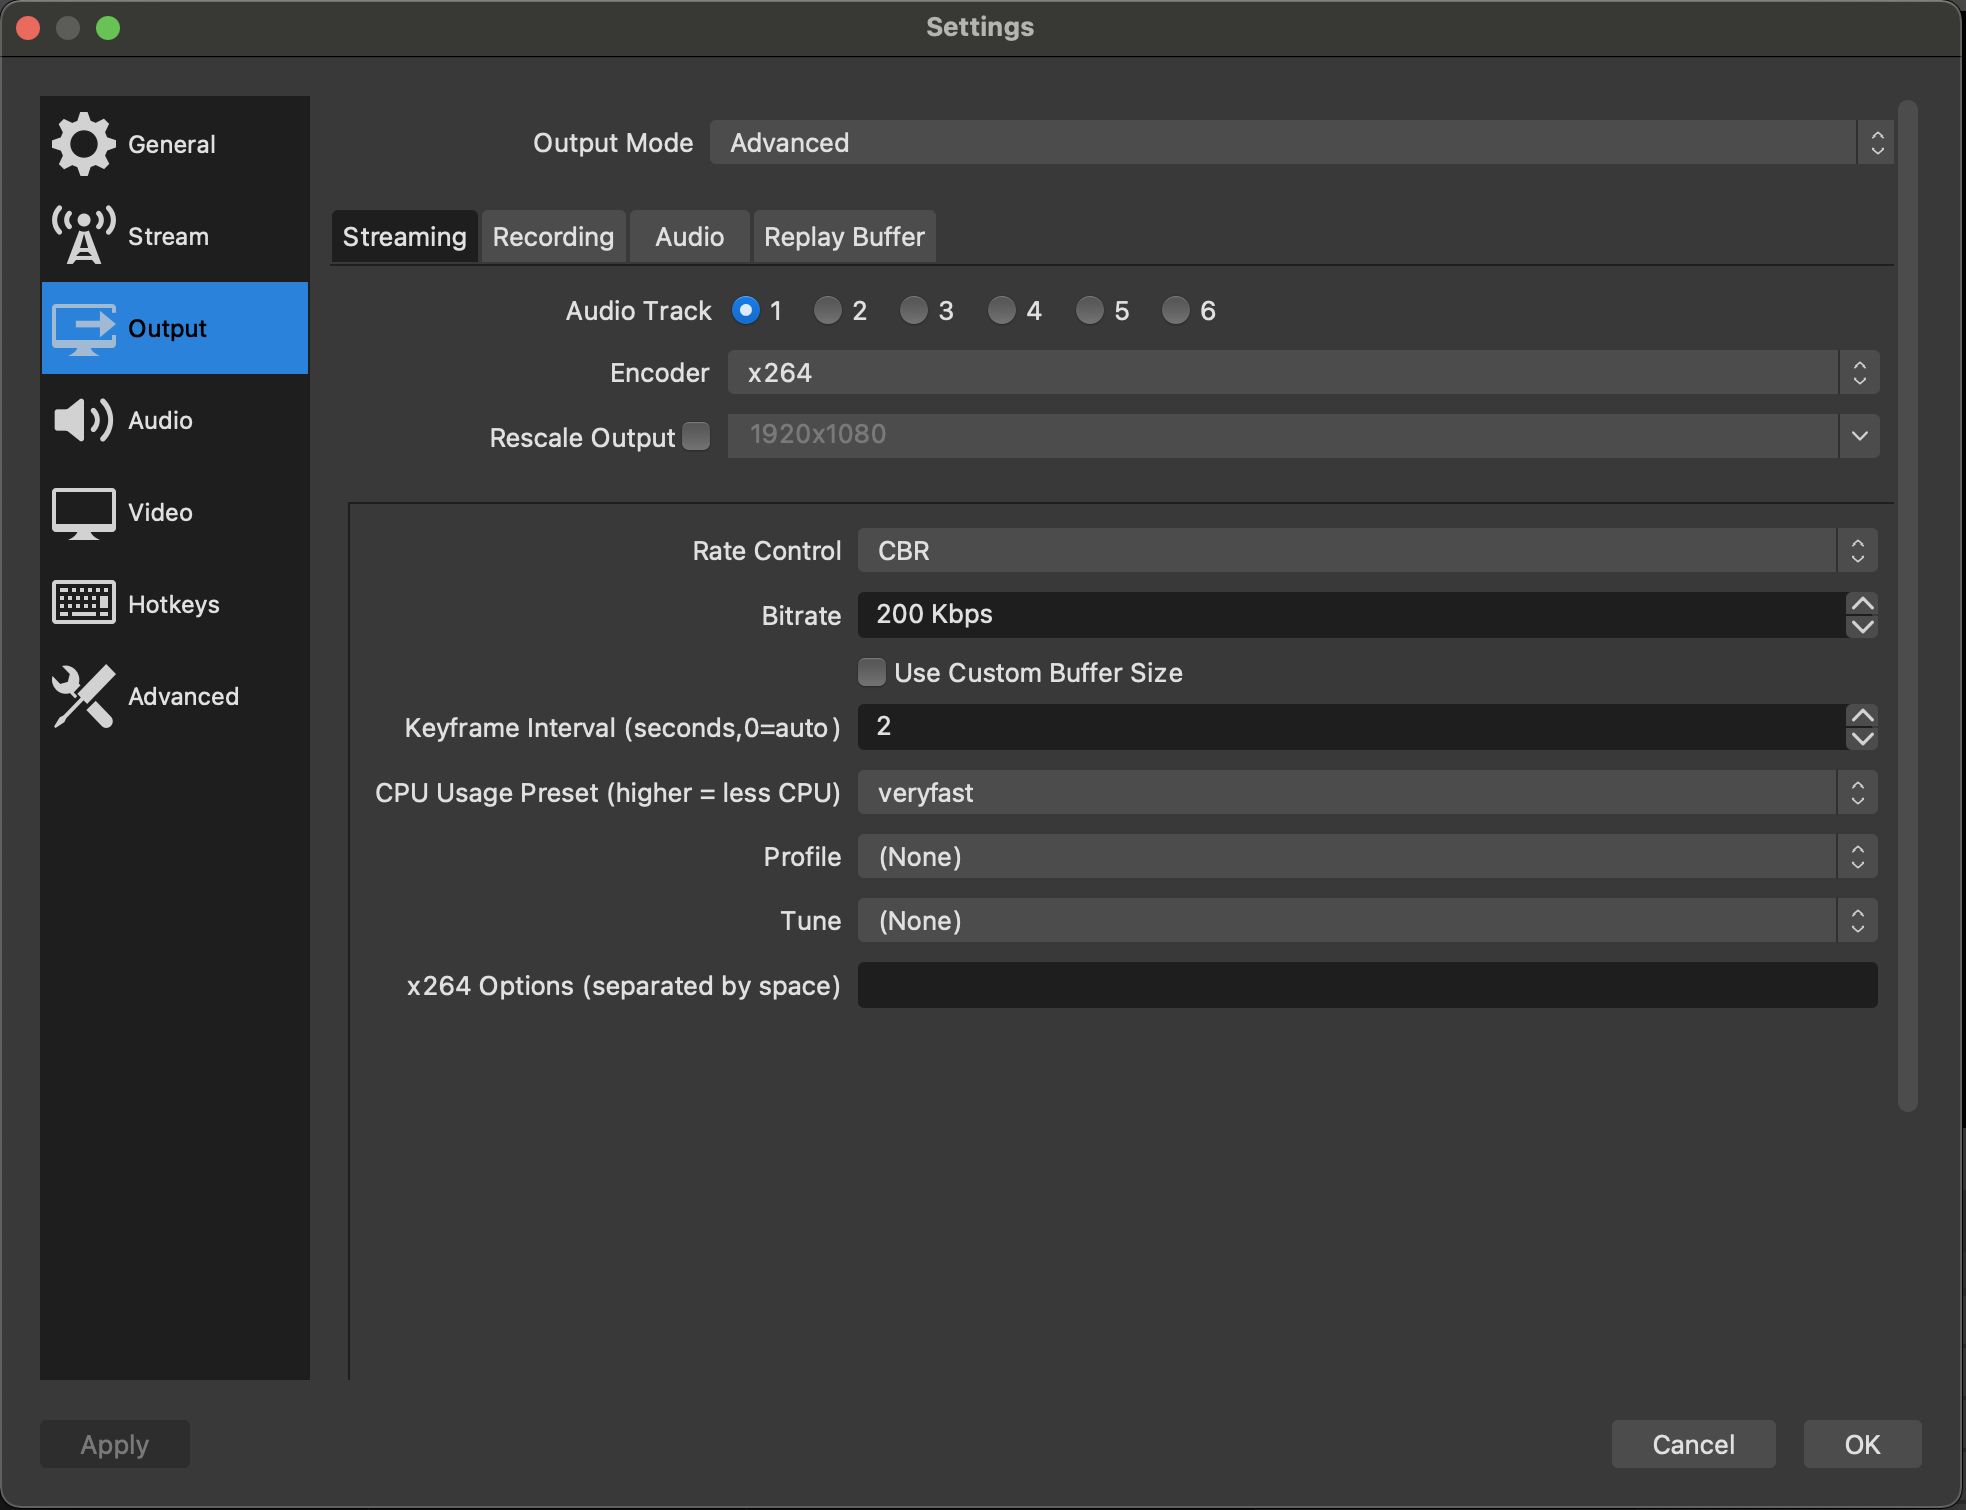 Settings
General
Stream
Output
Audio
Video
Hotkeys
Advanced
Output Mode Advanced
Streaming Recording Audio Replay Buffer
Audio Track 1 2 3 4 5 6
Encoder x264
Rescale Output 1920x1080
Rate Control CBR
Bitrate 200 Kbps
Use Custom Buffer Size
Keyframe Interval (seconds,0=auto) 2
CPU Usage Preset (higher = less CPU) veryfast
Profile (None)
Tune (None)
x264 Options (separated by space)
Apply Cancel OK